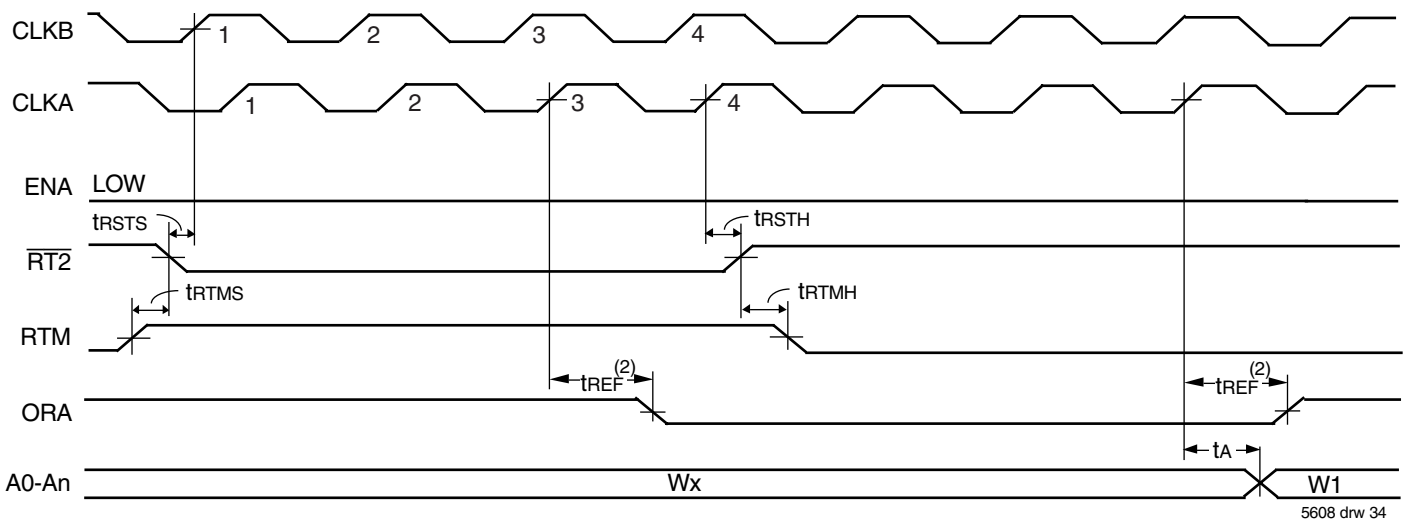 CLKB 1 2 3 4
CLKA 1 2 3 4
ENA LOW
tRSTS tRSTH
RT2
tRTMS tRTMH
RTM
tREF(2) tREF(2)
ORA
tA
A0-An Wx W1
5608 drw 34